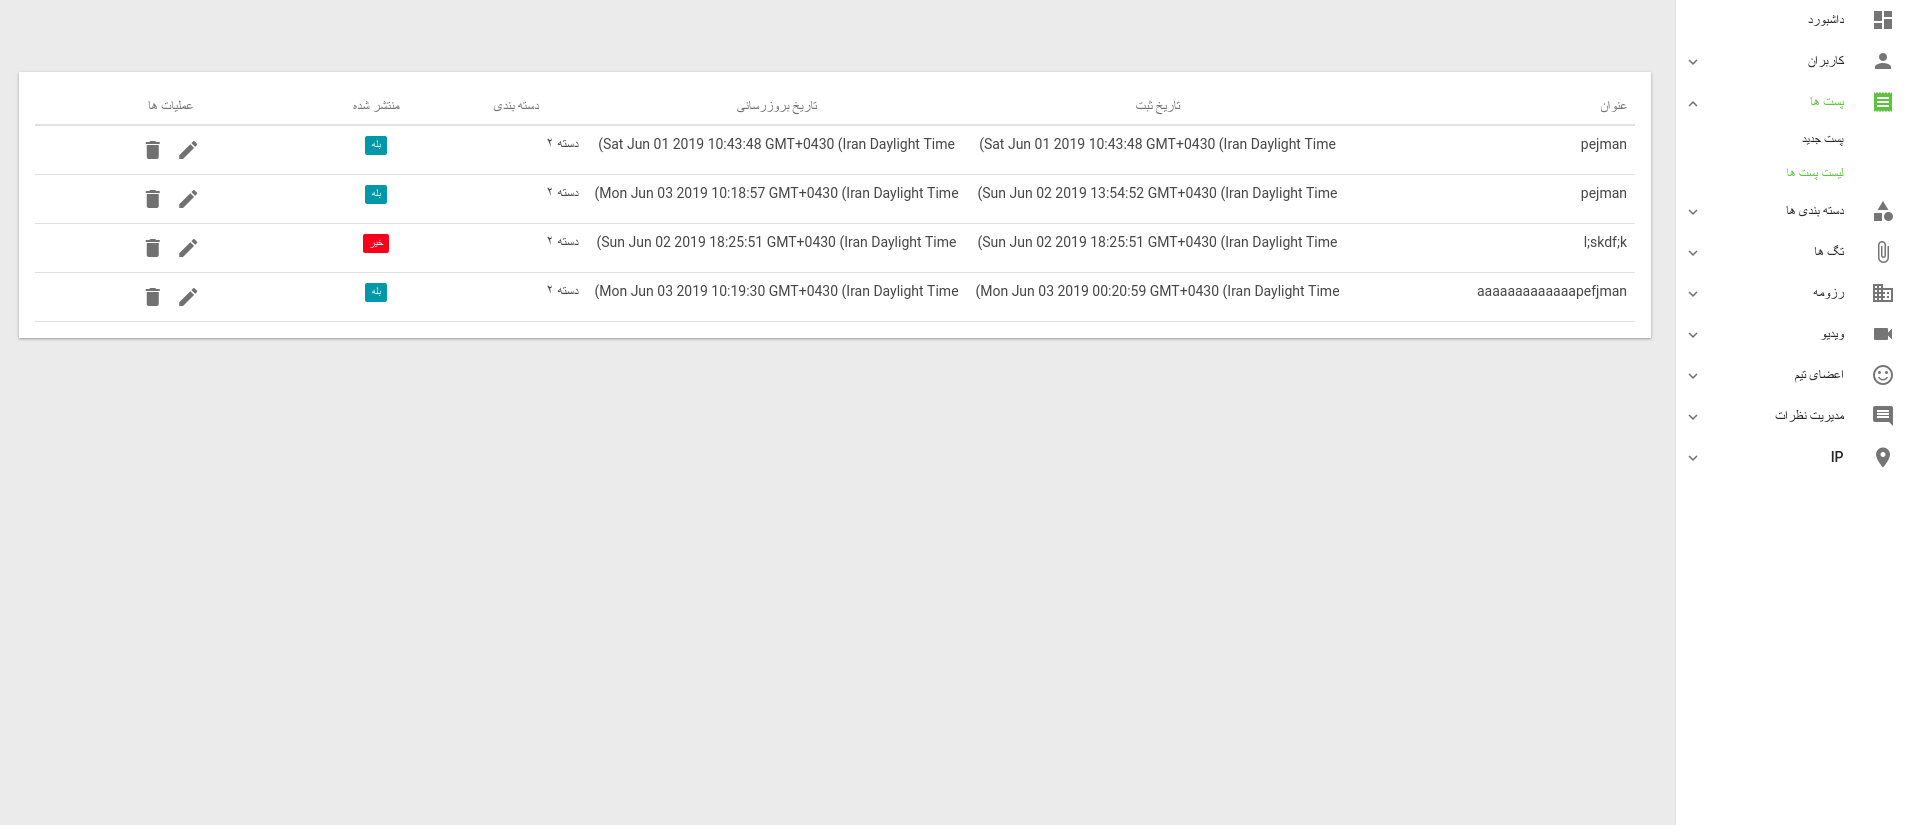 داشبورد
کاربران
پست ها
پست جدید
لیست پست ها
دسته بندی ها
تگ ها
رزومه
ویدیو
اعضای تیم
مدیریت نظرات
IP
عنوان تاریخ ثبت تاریخ بروزرسانی دسته بندی منتشر شده عملیات ها
pejman (Sat Jun 01 2019 10:43:48 GMT+0430 (Iran Daylight Time (Sat Jun 01 2019 10:43:48 GMT+0430 (Iran Daylight Time دسته ۲ بله
pejman (Sun Jun 02 2019 13:54:52 GMT+0430 (Iran Daylight Time (Mon Jun 03 2019 10:18:57 GMT+0430 (Iran Daylight Time دسته ۲ بله
l;skdf;k (Sun Jun 02 2019 18:25:51 GMT+0430 (Iran Daylight Time (Sun Jun 02 2019 18:25:51 GMT+0430 (Iran Daylight Time دسته ۲ خیر
aaaaaaaaaaaaapefjman (Mon Jun 03 2019 00:20:59 GMT+0430 (Iran Daylight Time (Mon Jun 03 2019 10:19:30 GMT+0430 (Iran Daylight Time دسته ۲ بله